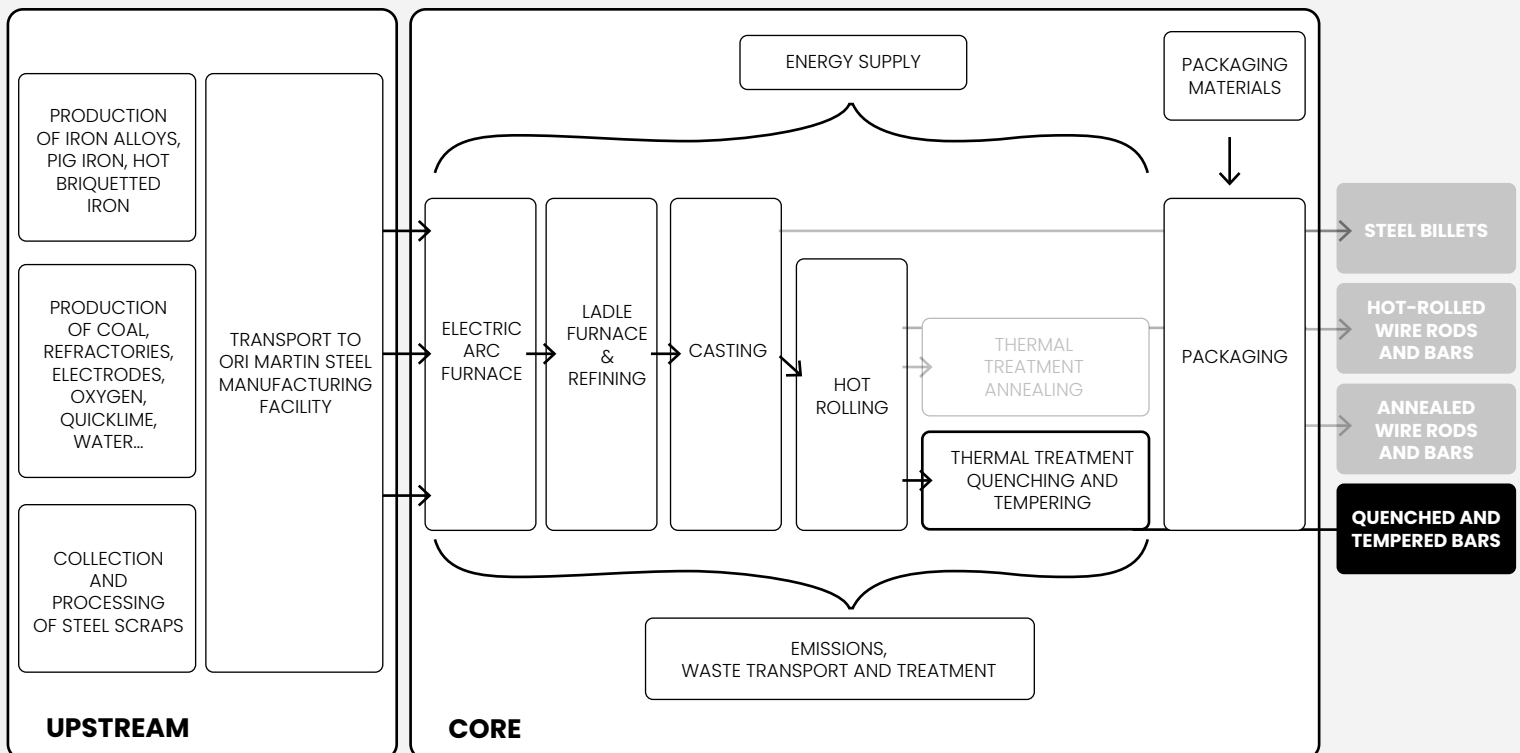 ENERGY SUPPLY
PACKAGING
MATERIALS
PRODUCTION
OF IRON ALLOYS,
PIG IRON, HOT
BRIQUETTED
IRON
PRODUCTION
OF COAL,
REFRACTORIES,
ELECTRODES,
OXYGEN,
QUICKLIME,
WATER...
COLLECTION
AND
PROCESSING
OF STEEL SCRAPS
TRANSPORT TO
ORI MARTIN STEEL
MANUFACTURING
FACILITY
ELECTRIC
ARC
FURNACE
LADLE
FURNACE
&
REFINING
CASTING
HOT
ROLLING
THERMAL
TREATMENT
ANNEALING
THERMAL TREATMENT
QUENCHING AND
TEMPERING
PACKAGING
STEEL BILLETS
HOT-ROLLED
WIRE RODS
AND BARS
ANNEALED
WIRE RODS
AND BARS
QUENCHED AND
TEMPERED BARS
EMISSIONS,
WASTE TRANSPORT AND TREATMENT
UPSTREAM
CORE